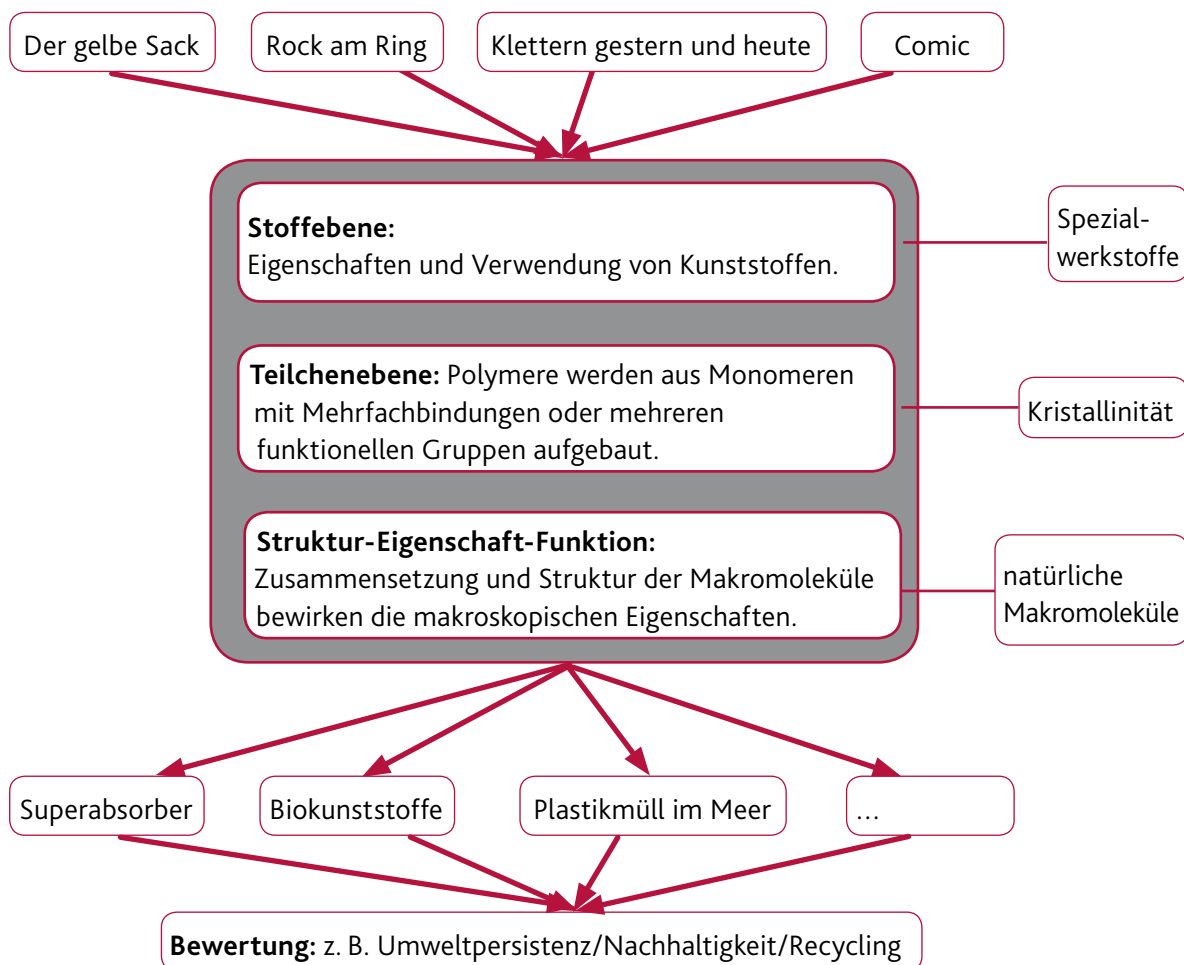 Der gelbe Sack
Rock am Ring
Klettern gestern und heute
Comic
Stoffebene:
Eigenschaften und Verwendung von Kunststoffen.
Spezial-
werkstoffe
Teilchenebene: Polymere werden aus Monomeren
mit Mehrfachbindungen oder mehreren
funktionellen Gruppen aufgebaut.
Kristallinität
Struktur-Eigenschaft-Funktion:
Zusammensetzung und Struktur der Makromoleküle
bewirken die makroskopischen Eigenschaften.
natürliche
Makromoleküle
Superabsorber
Biokunststoffe
Plastikmüll im Meer
...
Bewertung: z. B. Umweltpersistenz/Nachhaltigkeit/Recycling